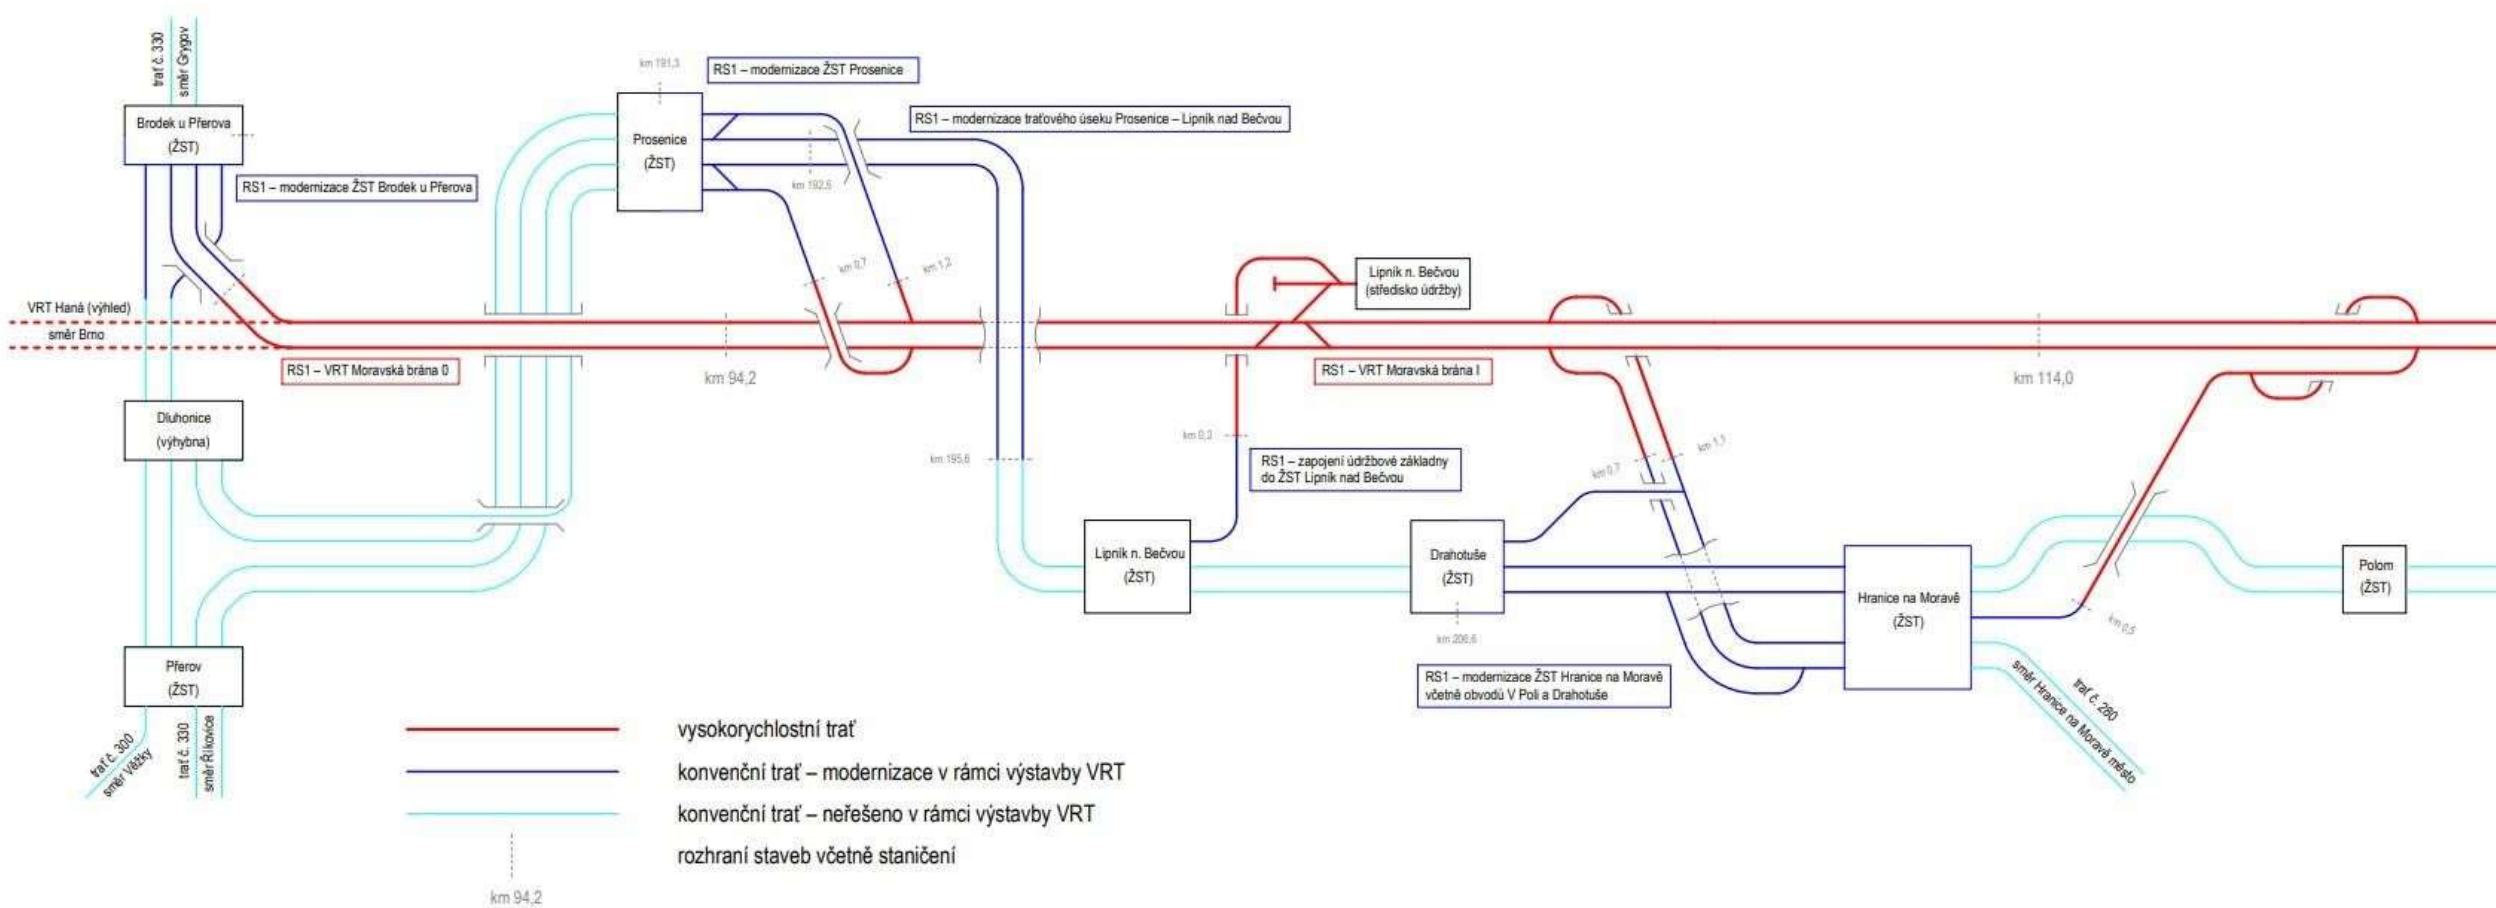 trať č. 330
směr Grygov
Brodek u Přerova
(ŽST)
RS1 – modernizace ŽST Brodek u Přerova
km 191,3
RS1 – modernizace ŽST Prosenice
Prosenice
(ŽST)
RS1 – modernizace traťového úseku Prosenice – Lipník nad Bečvou
km 192,6
km 0,7
km 1,2
VRT Haná (výhled)
směr Brno
RS1 – VRT Moravská brána 0
km 94,2
Lipník n. Bečvou
(středisko údržby)
RS1 – VRT Moravská brána I
km 114,0
Dluhonice
(výhybna)
km 195,6
km 0,2
RS1 – zapojení údržbové základny
do ŽST Lipník nad Bečvou
km 0,7
km 1,1
Lipník n. Bečvou
(ŽST)
Drahotuše
(ŽST)
km 206,6
Hranice na Moravě
(ŽST)
km 0,5
Polom
(ŽST)
RS1 – modernizace ŽST Hranice na Moravě
včetně obvodů V Poli a Drahotuše
trať č. 280
směr Hranice na Moravě město
Přerov
(ŽST)
trať č. 300
směr Věžky
trať č. 330
směr Říkovice
vysokorychlostní trať
konvenční trať – modernizace v rámci výstavby VRT
konvenční trať – neřešeno v rámci výstavby VRT
rozhraní staveb včetně staničení
km 94,2